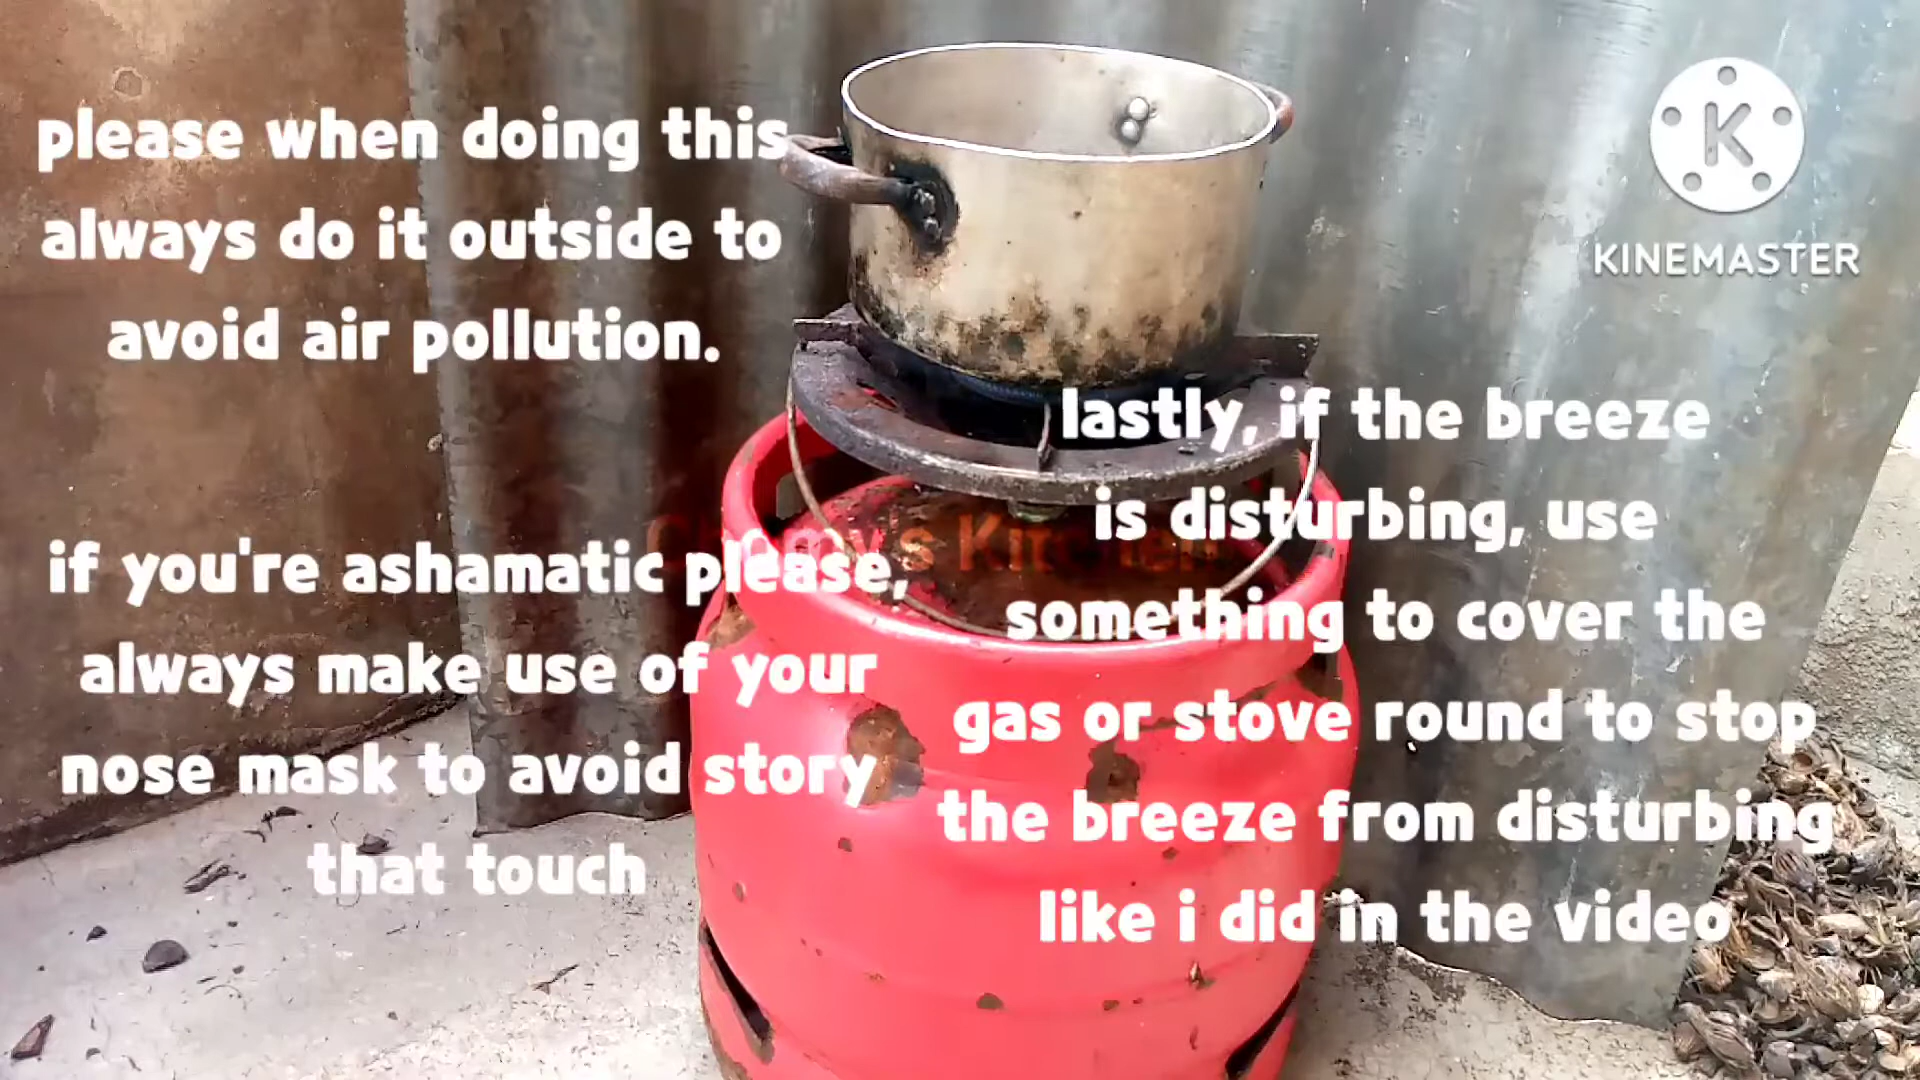 please when doing this
always do it outside to
avoid air pollution.
if you're ashamatic please,
always make use of your
nose mask to avoid story
that touch
lastly, if the breeze
is disturbing, use
something to cover the
gas or stove round to stop
the breeze from disturbing
like i did in the video
K
KINEMASTER
Kitchen